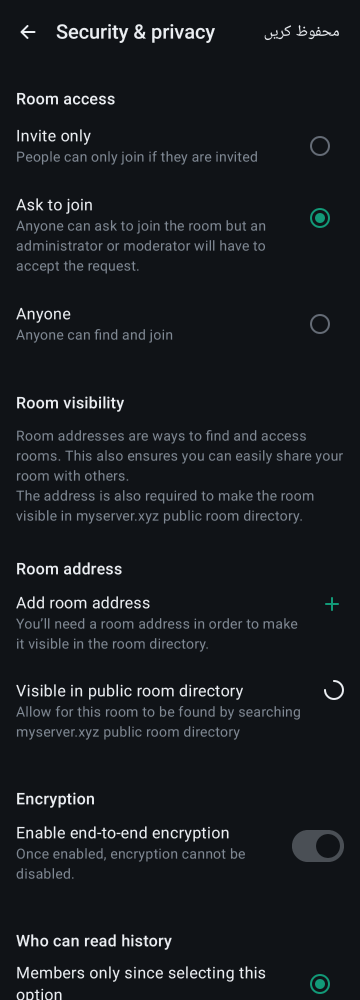 Security & privacy محفوظ کریں
Room access
Invite only
People can only join if they are invited
Ask to join
Anyone can ask to join the room but an
administrator or moderator will have to
accept the request.
Anyone
Anyone can find and join
Room visibility
Room addresses are ways to find and access
rooms. This also ensures you can easily share your
room with others.
The address is also required to make the room
visible in myserver.xyz public room directory.
Room address
Add room address
You’ll need a room address in order to make
it visible in the room directory.
Visible in public room directory
Allow for this room to be found by searching
myserver.xyz public room directory
Encryption
Enable end-to-end encryption
Once enabled, encryption cannot be
disabled.
Who can read history
Members only since selecting this
option